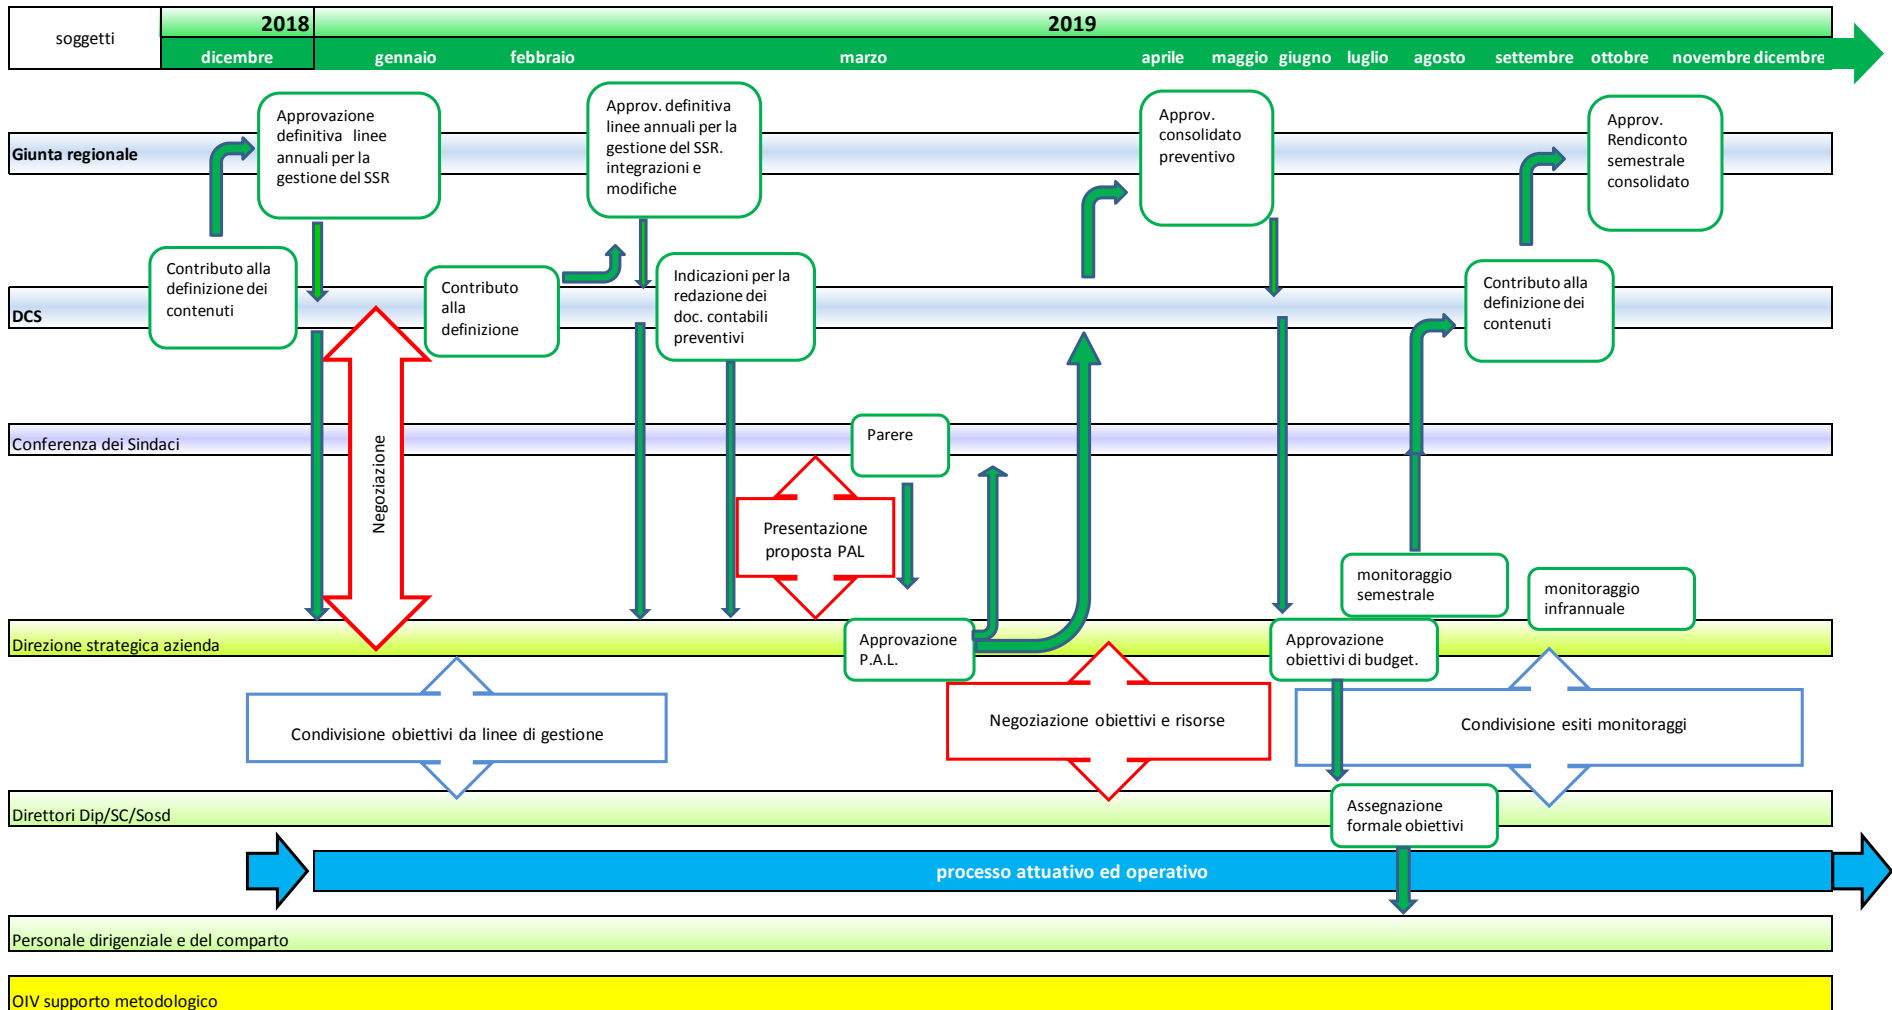 soggetti
2018
2019
dicembre
gennaio
febbraio
marzo
aprile
maggio
giugno
luglio
agosto
settembre
ottobre
novembre
dicembre
Giunta regionale
Approvazione
definitiva linee
annuali per la
gestione del SSR
Approv. definitiva
linee annuali per la
gestione del SSR.
integrazioni e
modifiche
Approv.
consolidato
preventivo
Approv.
Rendiconto
semestrale
consolidato
DCS
Contributo alla
definizione dei
contenuti
Contributo
alla
definizione
Indicazioni per la
redazione dei
doc. contabili
preventivi
Contributo alla
definizione dei
contenuti
Conferenza dei Sindaci
Negoziazione
Parere
Presentazione
proposta PAL
monitoraggio
semestrale
monitoraggio
infrannuale
Direzione strategica azienda
Approvazione
P.A.L.
Approvazione
obiettivi di budget.
Condivisione obiettivi da linee di gestione
Negoziazione obiettivi e risorse
Condivisione esiti monitoraggi
Direttori Dip/SC/Sosd
Assegnazione
formale obiettivi
processo attuativo ed operativo
Personale dirigenziale e del comparto
OIV supporto metodologico